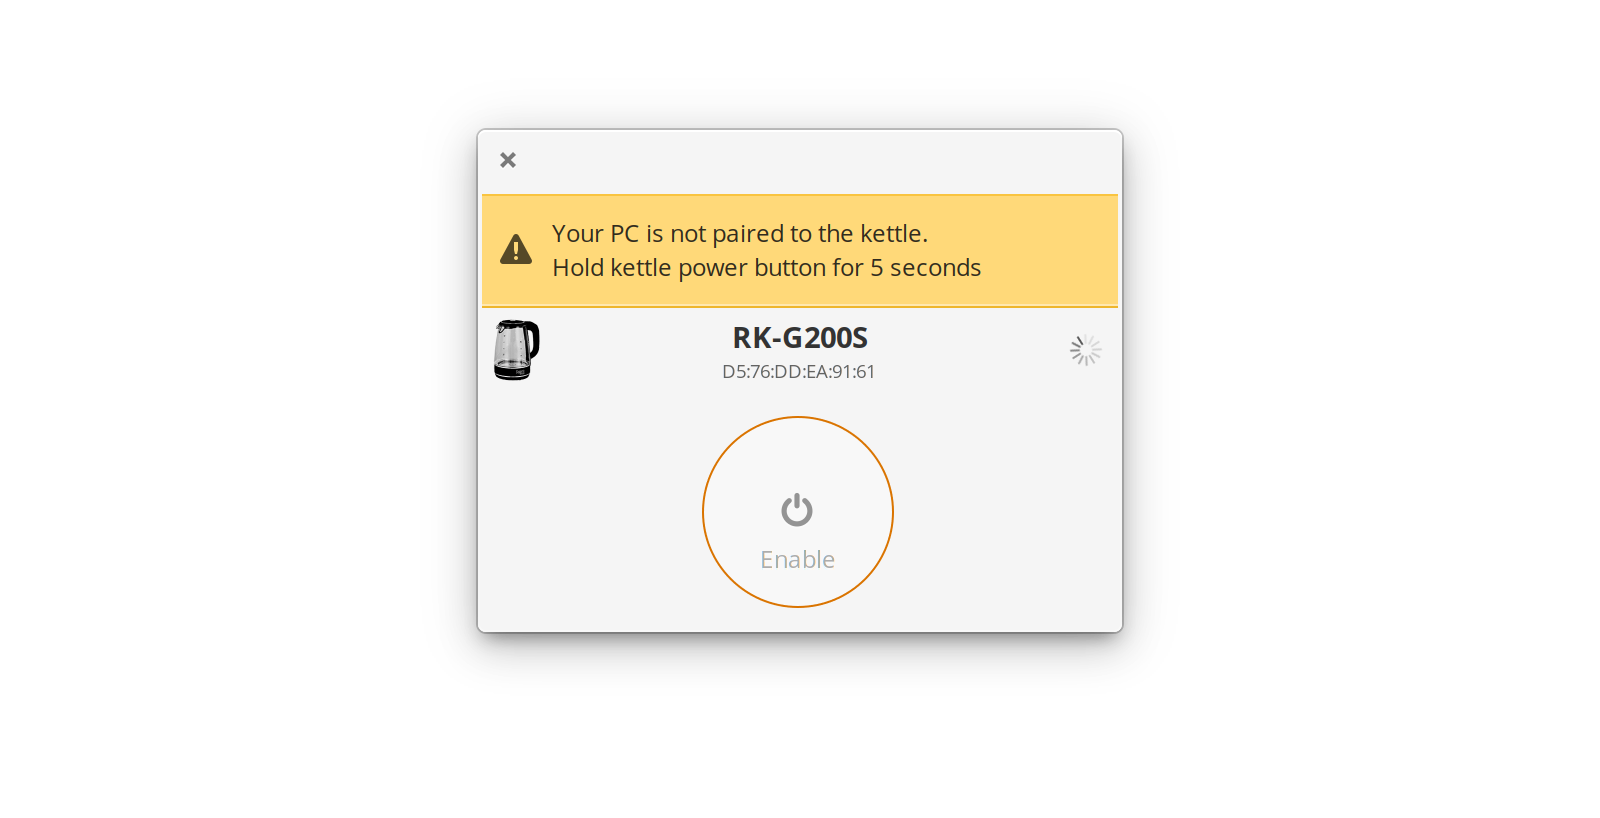 Your PC is not paired to the kettle.
Hold kettle power button for 5 seconds
RK-G200S
D5:76:DD:EA:91:61
Enable